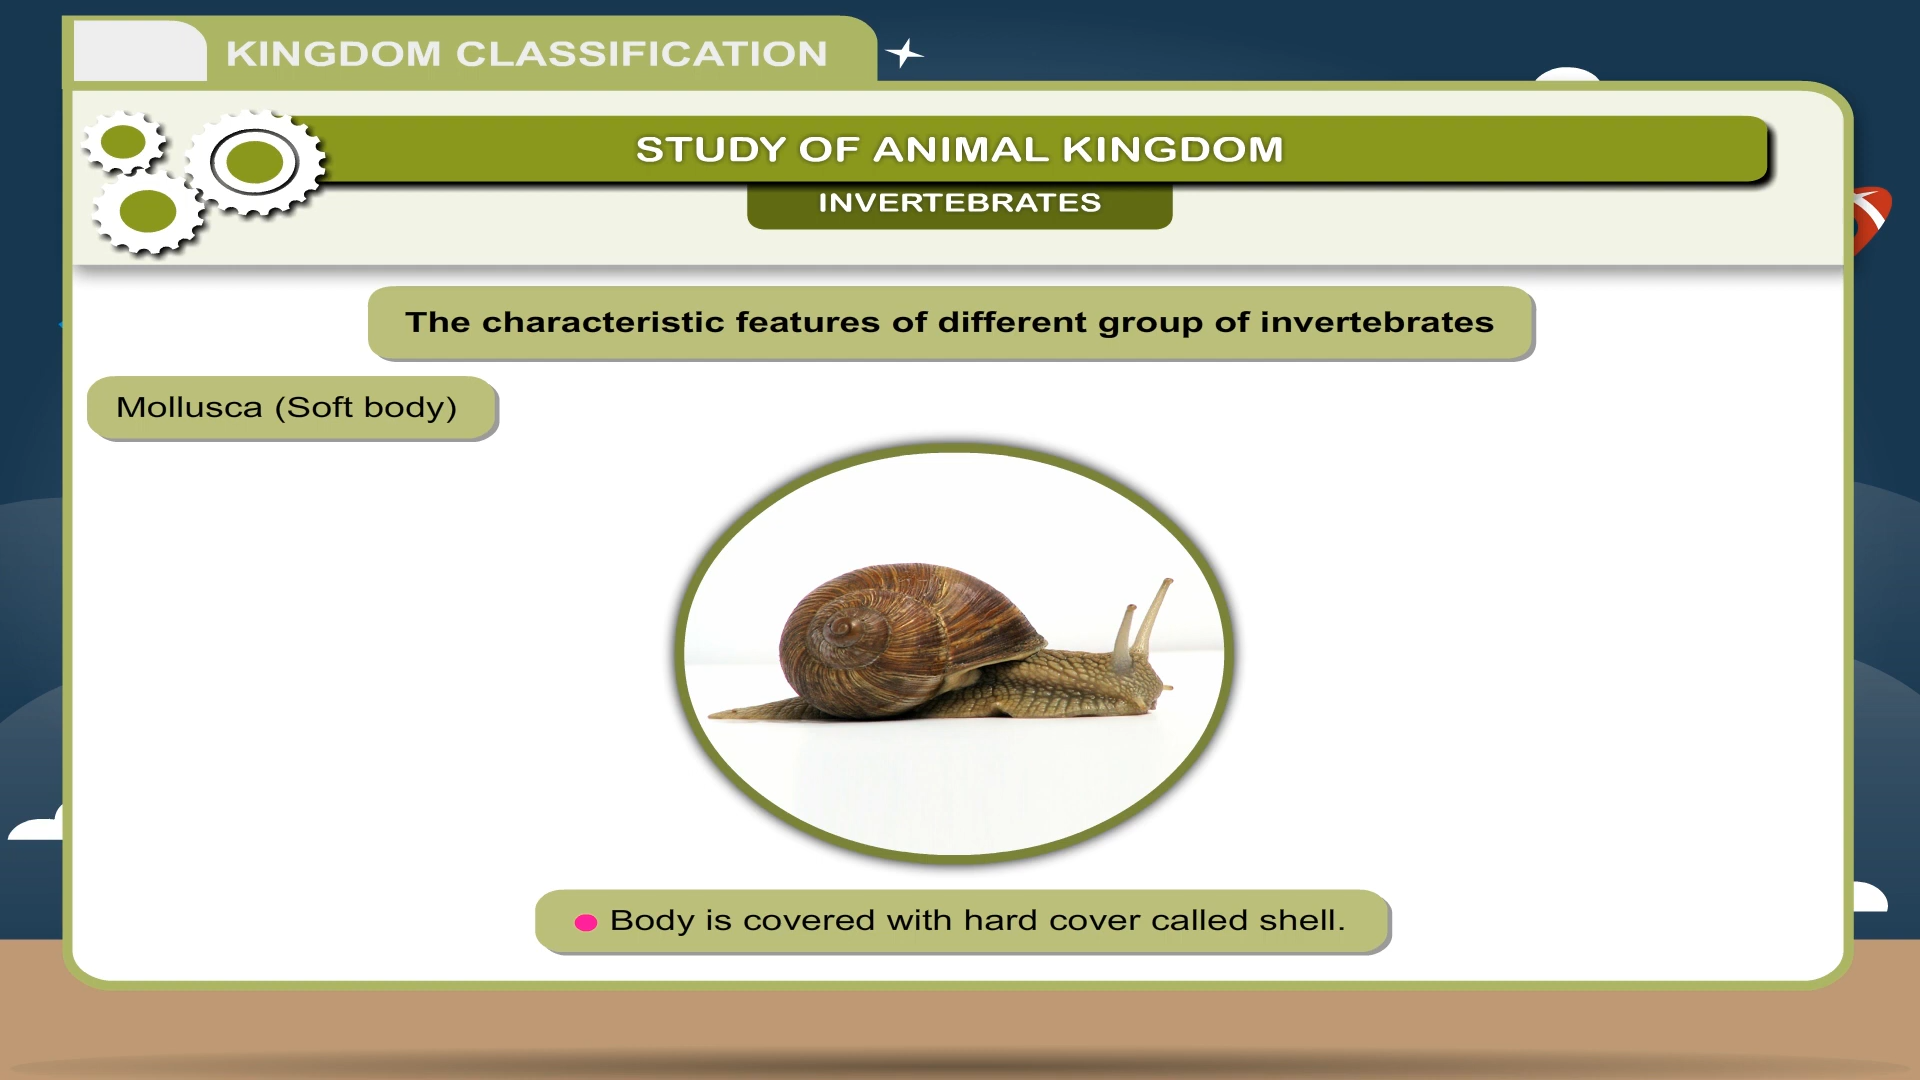 KINGDOM CLASSIFICATION
STUDY OF ANIMAL KINGDOM
INVERTEBRATES
The characteristic features of different group of invertebrates
Mollusca (Soft body)
Body is covered with hard cover called shell.